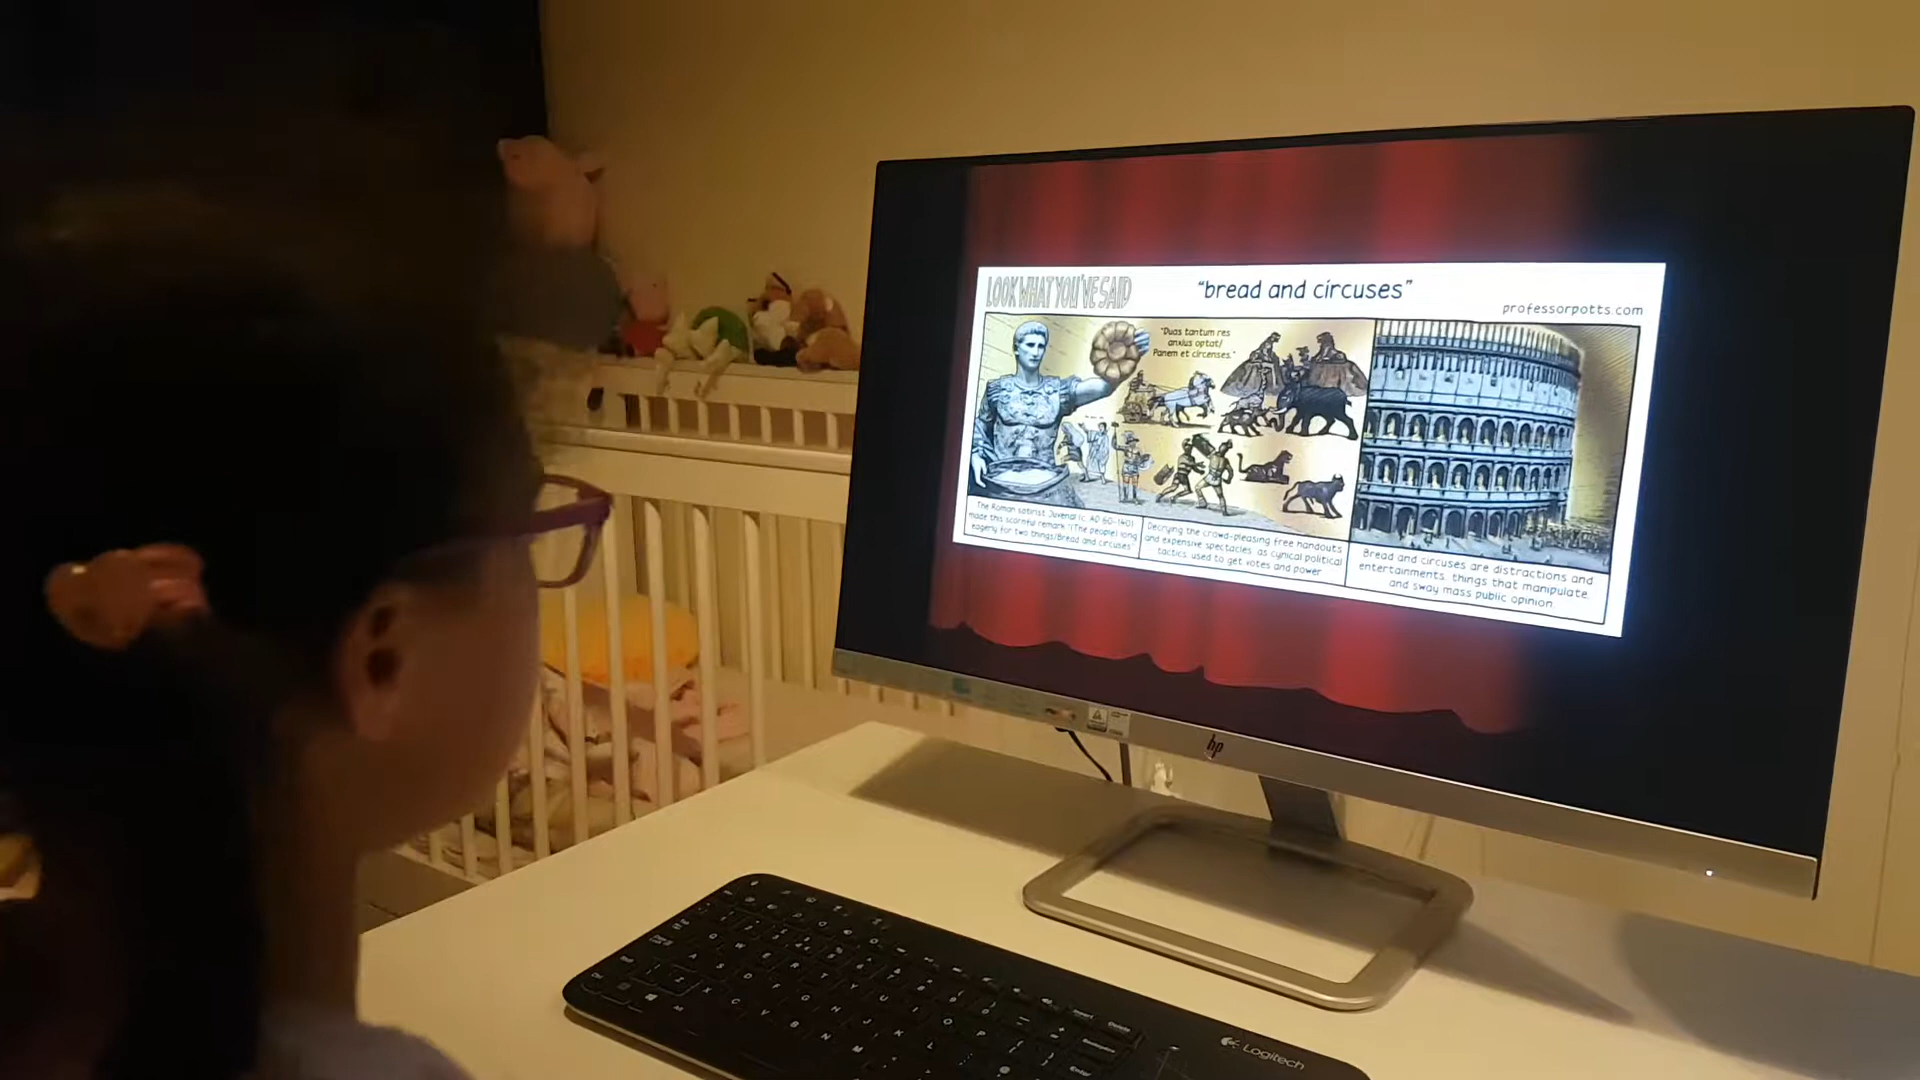 LOOK WHAT YOU'VE SAID
"bread and circuses"
professorpotts.com
"Duas tantum res
anxius optat/
Panem et circenses."
The Roman satirist Juvenal (c. AD 60-140)
made this scornful remark "(The people) long
eagerly for two things/Bread and circuses"
Decrying the crowd-pleasing free handouts
and expensive spectacles as cynical political
tactics used to get votes and power
Bread and circuses are distractions and
entertainments, things that manipulate
and sway mass public opinion.
hp
Logitech